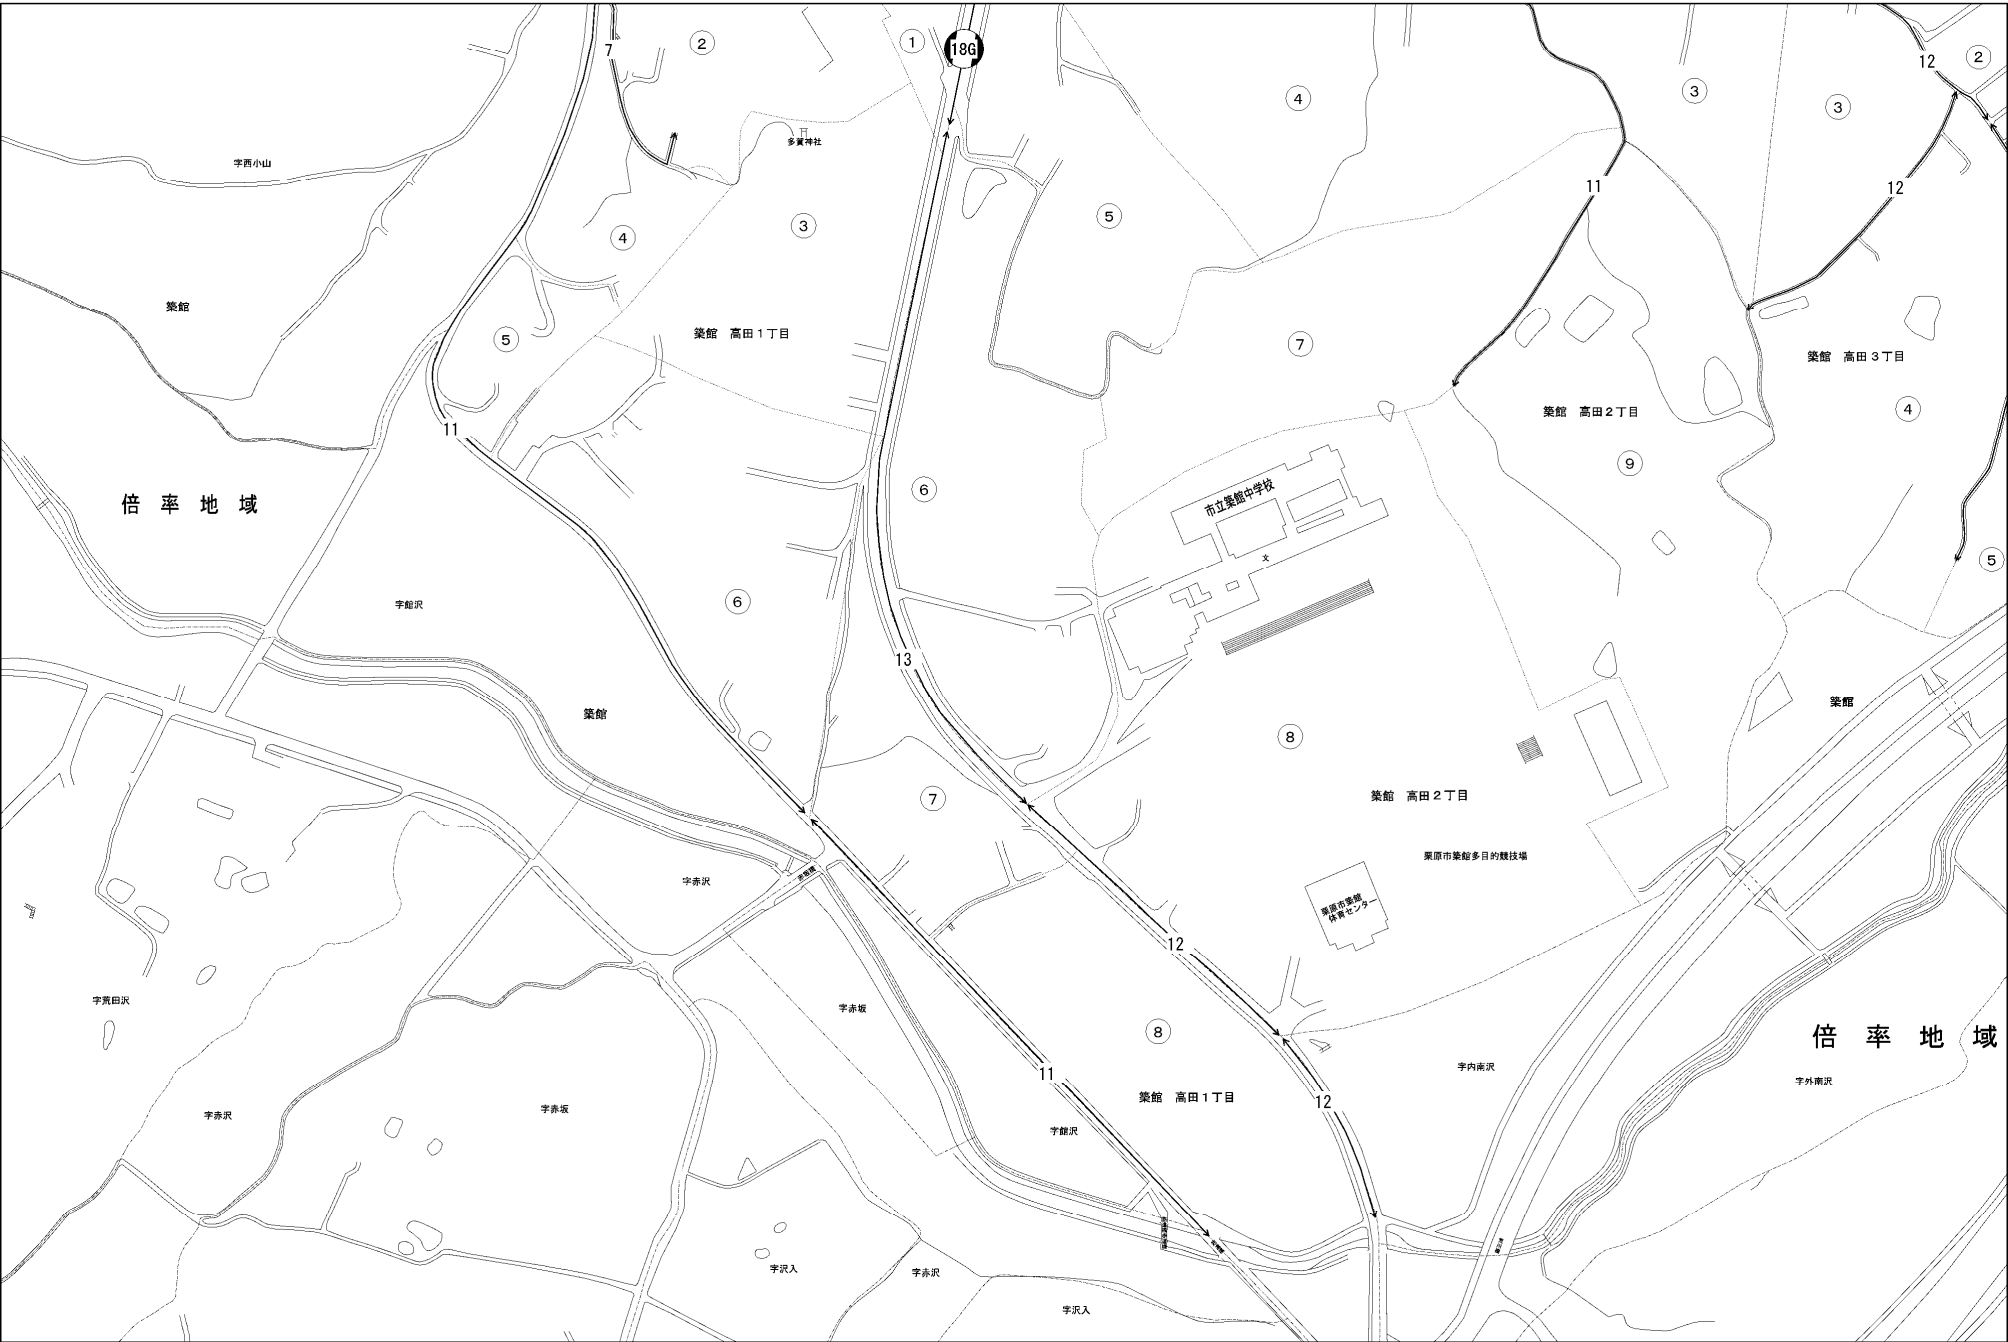 18G
①
②
7
④
③
③
12
②
多賀神社
字西小山
④
③
⑤
11
12
築館
⑤
築館 高田1丁目
⑦
築館 高田3丁目
築館 高田2丁目
④
11
⑨
倍 率 地 域
⑥
市立築館中学校
文
⑤
字館沢
⑥
13
築館
築館
⑧
⑦
築館 高田2丁目
栗原市築館多目的競技場
字赤沢
栗原市築館
体育センター
12
字荒田沢
字赤坂
⑧
倍 率 地 域
11
字内南沢
字外南沢
12
築館 高田1丁目
字赤沢
字赤坂
字館沢
字沢入
字赤沢
字沢入